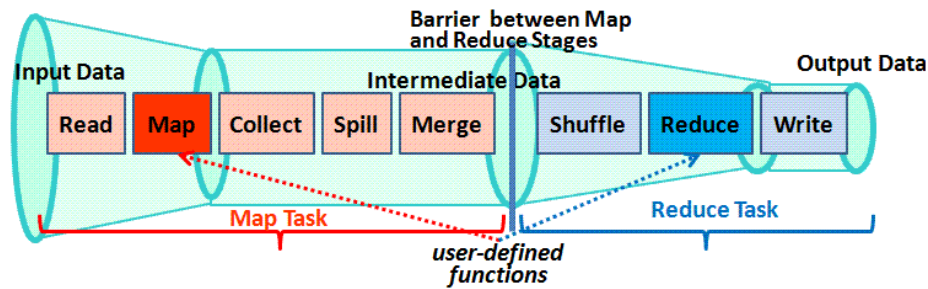 Barrier between Map
and Reduce Stages
Input Data
Intermediate Data
Output Data
Read
Map
Collect
Spill
Merge
Shuffle
Reduce
Write
Map Task
Reduce Task
user-defined
functions